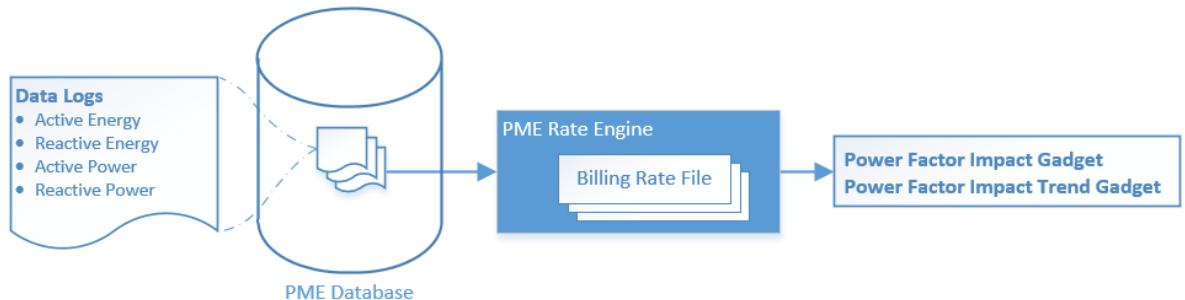 Data Logs
• Active Energy
• Reactive Energy
• Active Power
• Reactive Power
PME Database
PME Rate Engine
Billing Rate File
Power Factor Impact Gadget
Power Factor Impact Trend Gadget